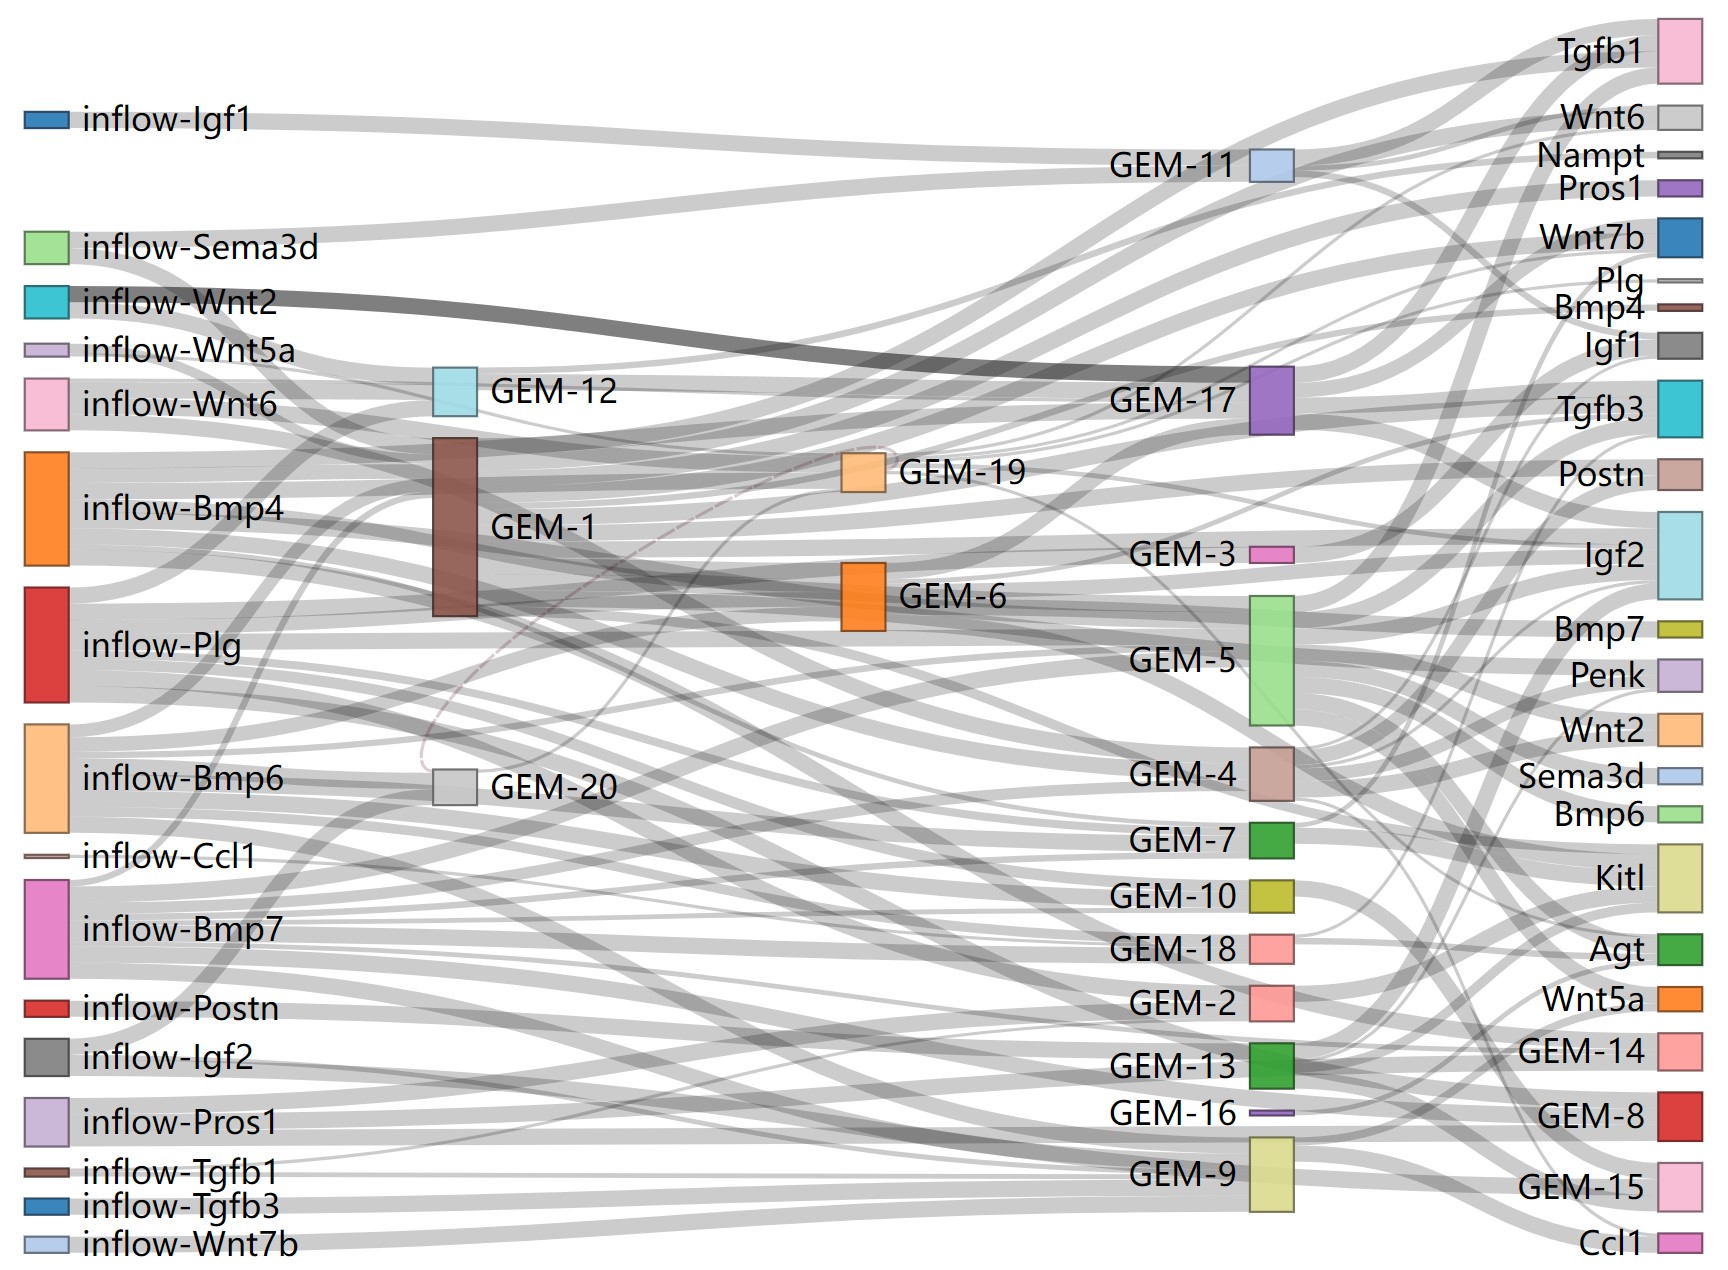 inflow-Igf1
inflow-Sema3d
inflow-Wnt2
inflow-Wnt5a
inflow-Wnt6
inflow-Bmp4
inflow-Plg
inflow-Bmp6
inflow-Ccl1
inflow-Bmp7
inflow-Postn
inflow-Igf2
inflow-Pros1
inflow-Tgfb1
inflow-Tgfb3
inflow-Wnt7b
GEM-12
GEM-1
GEM-20
GEM-19
GEM-6
GEM-11
GEM-17
GEM-3
GEM-5
GEM-4
GEM-7
GEM-10
GEM-18
GEM-2
GEM-13
GEM-16
GEM-9
Tgfb1
Wnt6
Nampt
Pros1
Wnt7b
Plg
Bmp4
Igf1
Tgfb3
Postn
Igf2
Bmp7
Penk
Wnt2
Sema3d
Bmp6
Kitl
Agt
Wnt5a
GEM-14
GEM-8
GEM-15
Ccl1